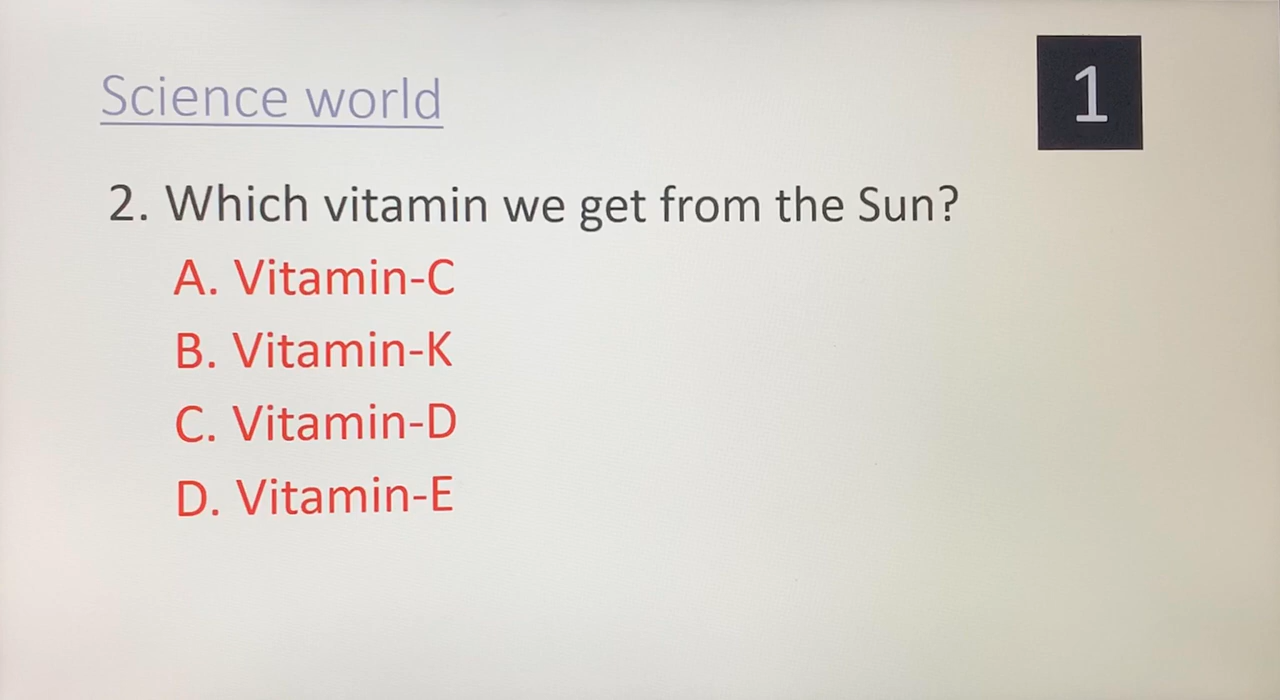 Science world
1
2. Which vitamin we get from the Sun?
A. Vitamin-C
B. Vitamin-K
C. Vitamin-D
D. Vitamin-E